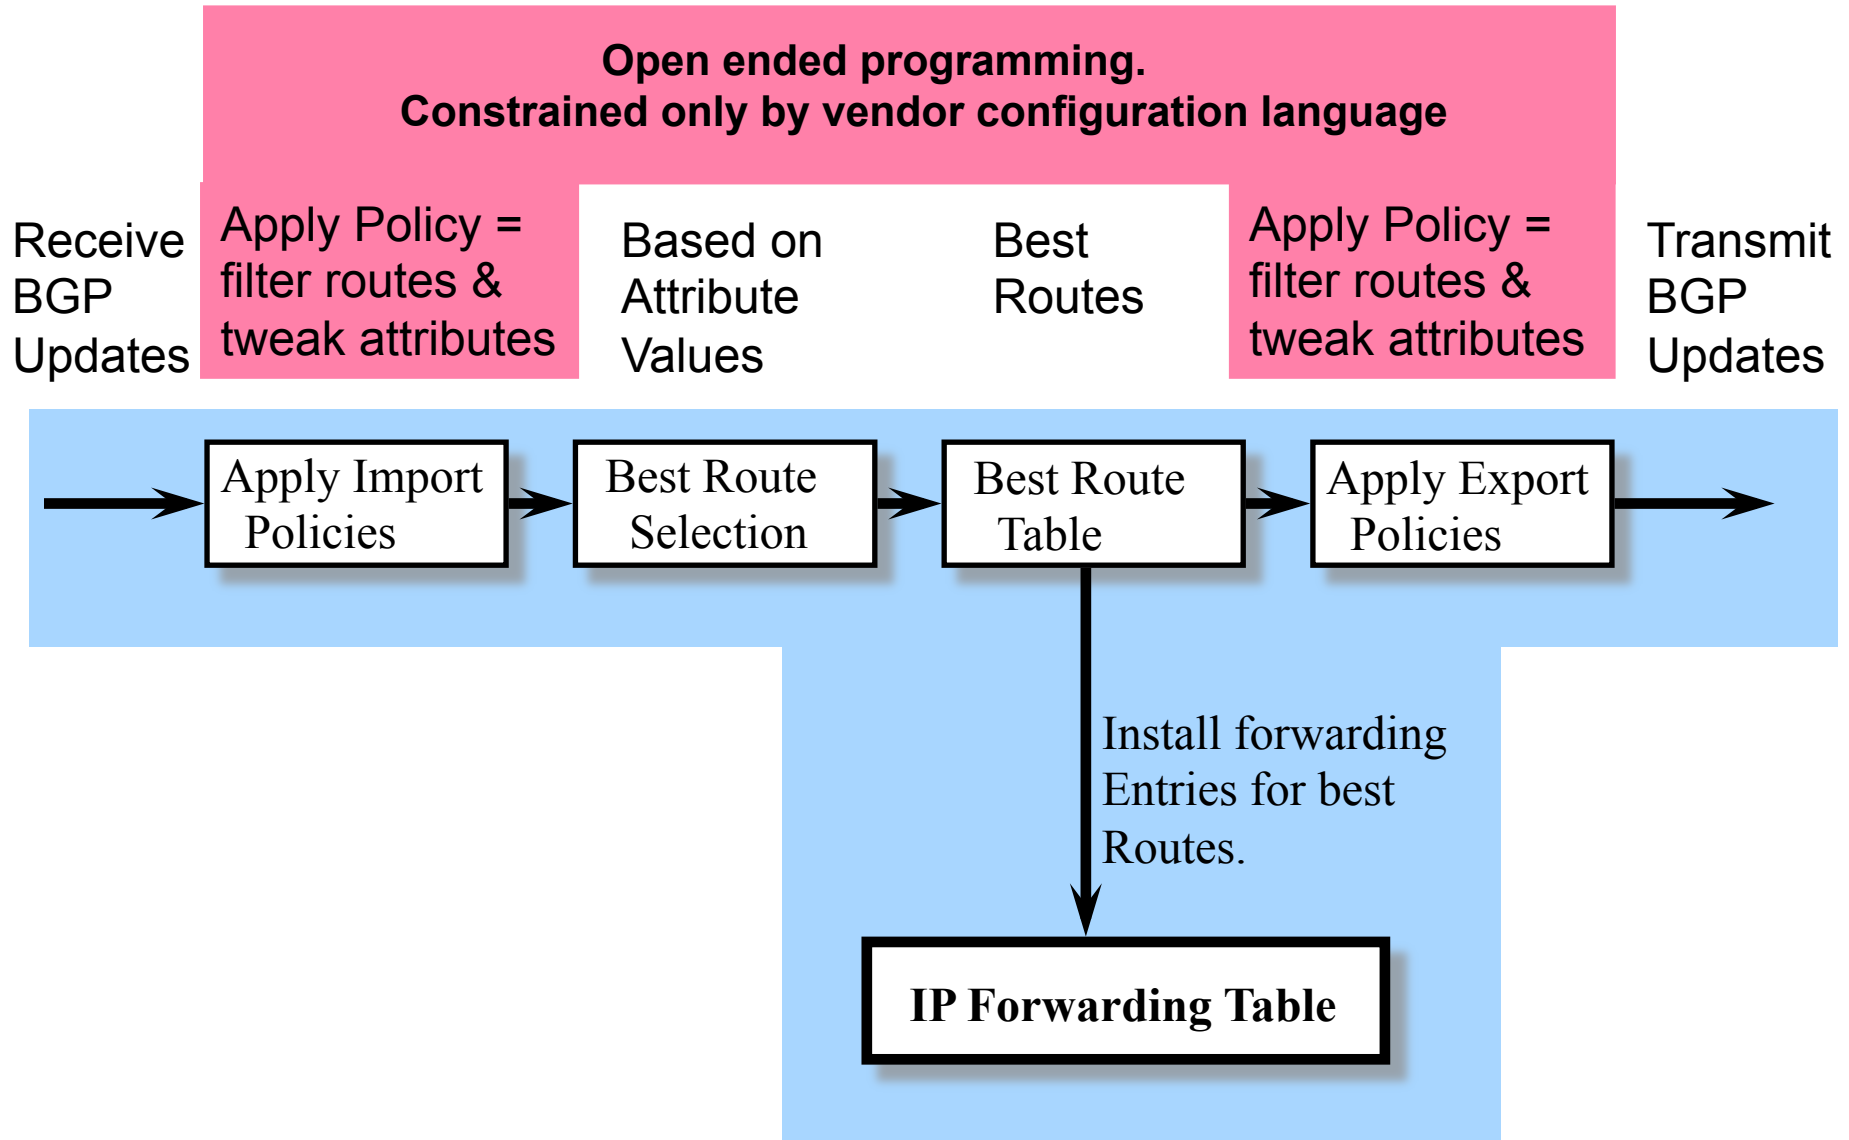 Open ended programming.
Constrained only by vendor configuration language
Receive
BGP
Updates
Apply Policy =
filter routes &
tweak attributes
Based on
Attribute
Values
Best
Routes
Apply Policy =
filter routes &
tweak attributes
Transmit
BGP
Updates
Apply Import
Policies
Best Route
Selection
Best Route
Table
Apply Export
Policies
Install forwarding
Entries for best
Routes.
IP Forwarding Table